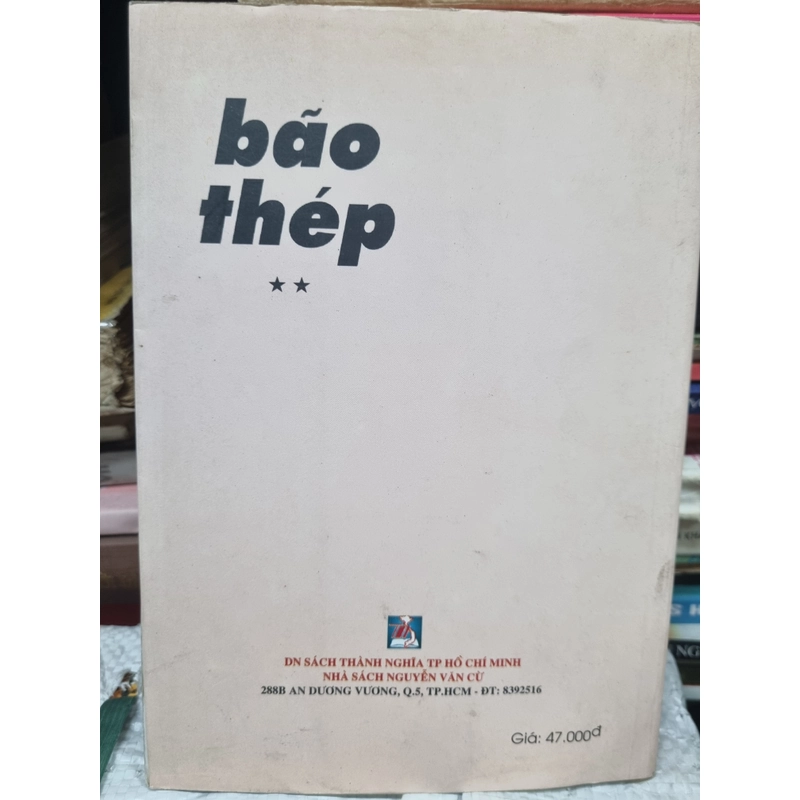 bão
thép
★★
DN SÁCH THÀNH NGHĨA TP HỒ CHÍ MINH
NHÀ SÁCH NGUYỄN VĂN CỪ
288B AN DƯƠNG VƯƠNG, Q.5, TP.HCM - ĐT: 8392516
Giá: 47.000đ